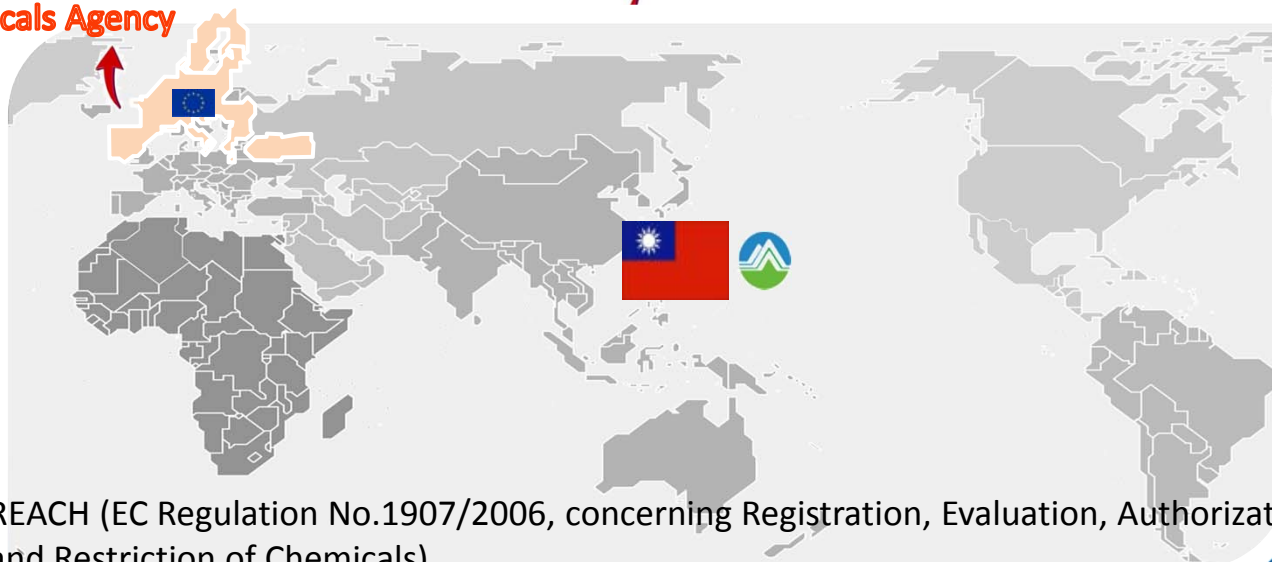 cals Agency
REACH (EC Regulation No.1907/2006, concerning Registration, Evaluation, Authorizat
and Restriction of Chemicals)